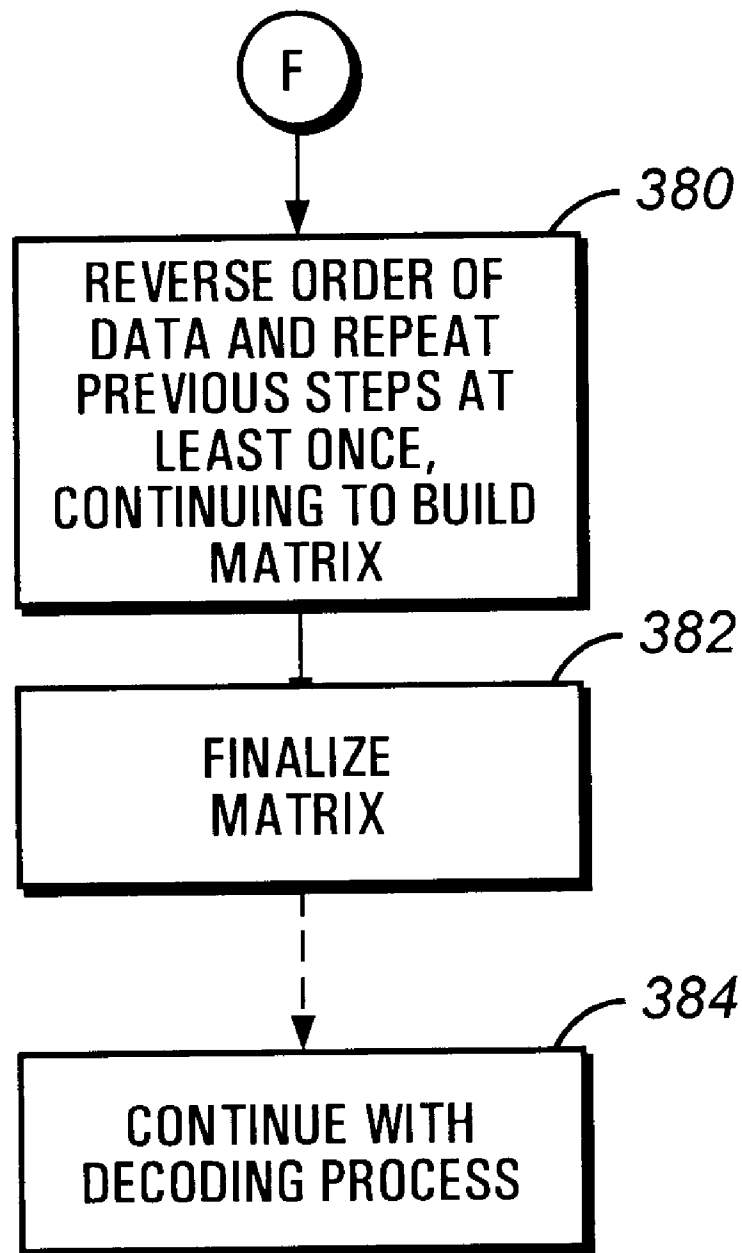 F
380
REVERSE ORDER OF
DATA AND REPEAT
PREVIOUS STEPS AT
LEAST ONCE,
CONTINUING TO BUILD
MATRIX
382
FINALIZE
MATRIX
384
CONTINUE WITH
DECODING PROCESS